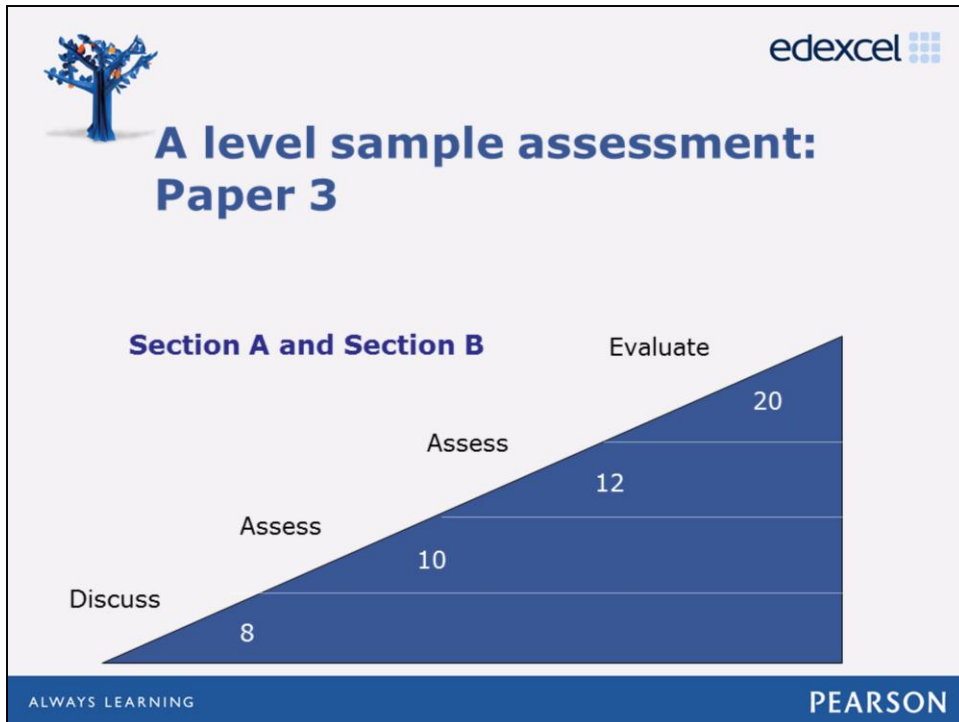 edexcel
A level sample assessment:
Paper 3
Section A and Section B
Evaluate
20
Assess
12
Assess
10
Discuss
8
ALWAYS LEARNING
PEARSON